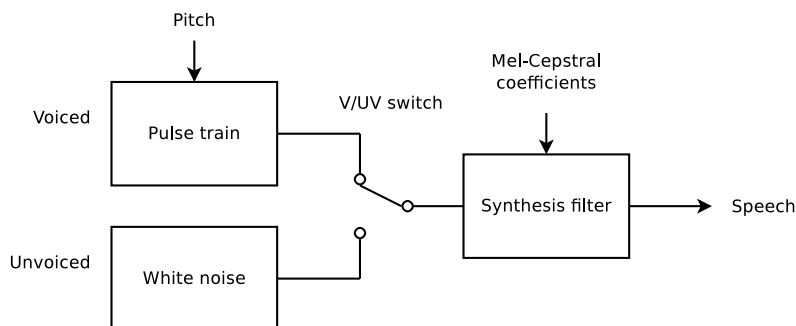 Pitch
Mel-Cepstral
coefficients
V/UV switch
Voiced
Pulse train
Synthesis filter
Speech
Unvoiced
White noise